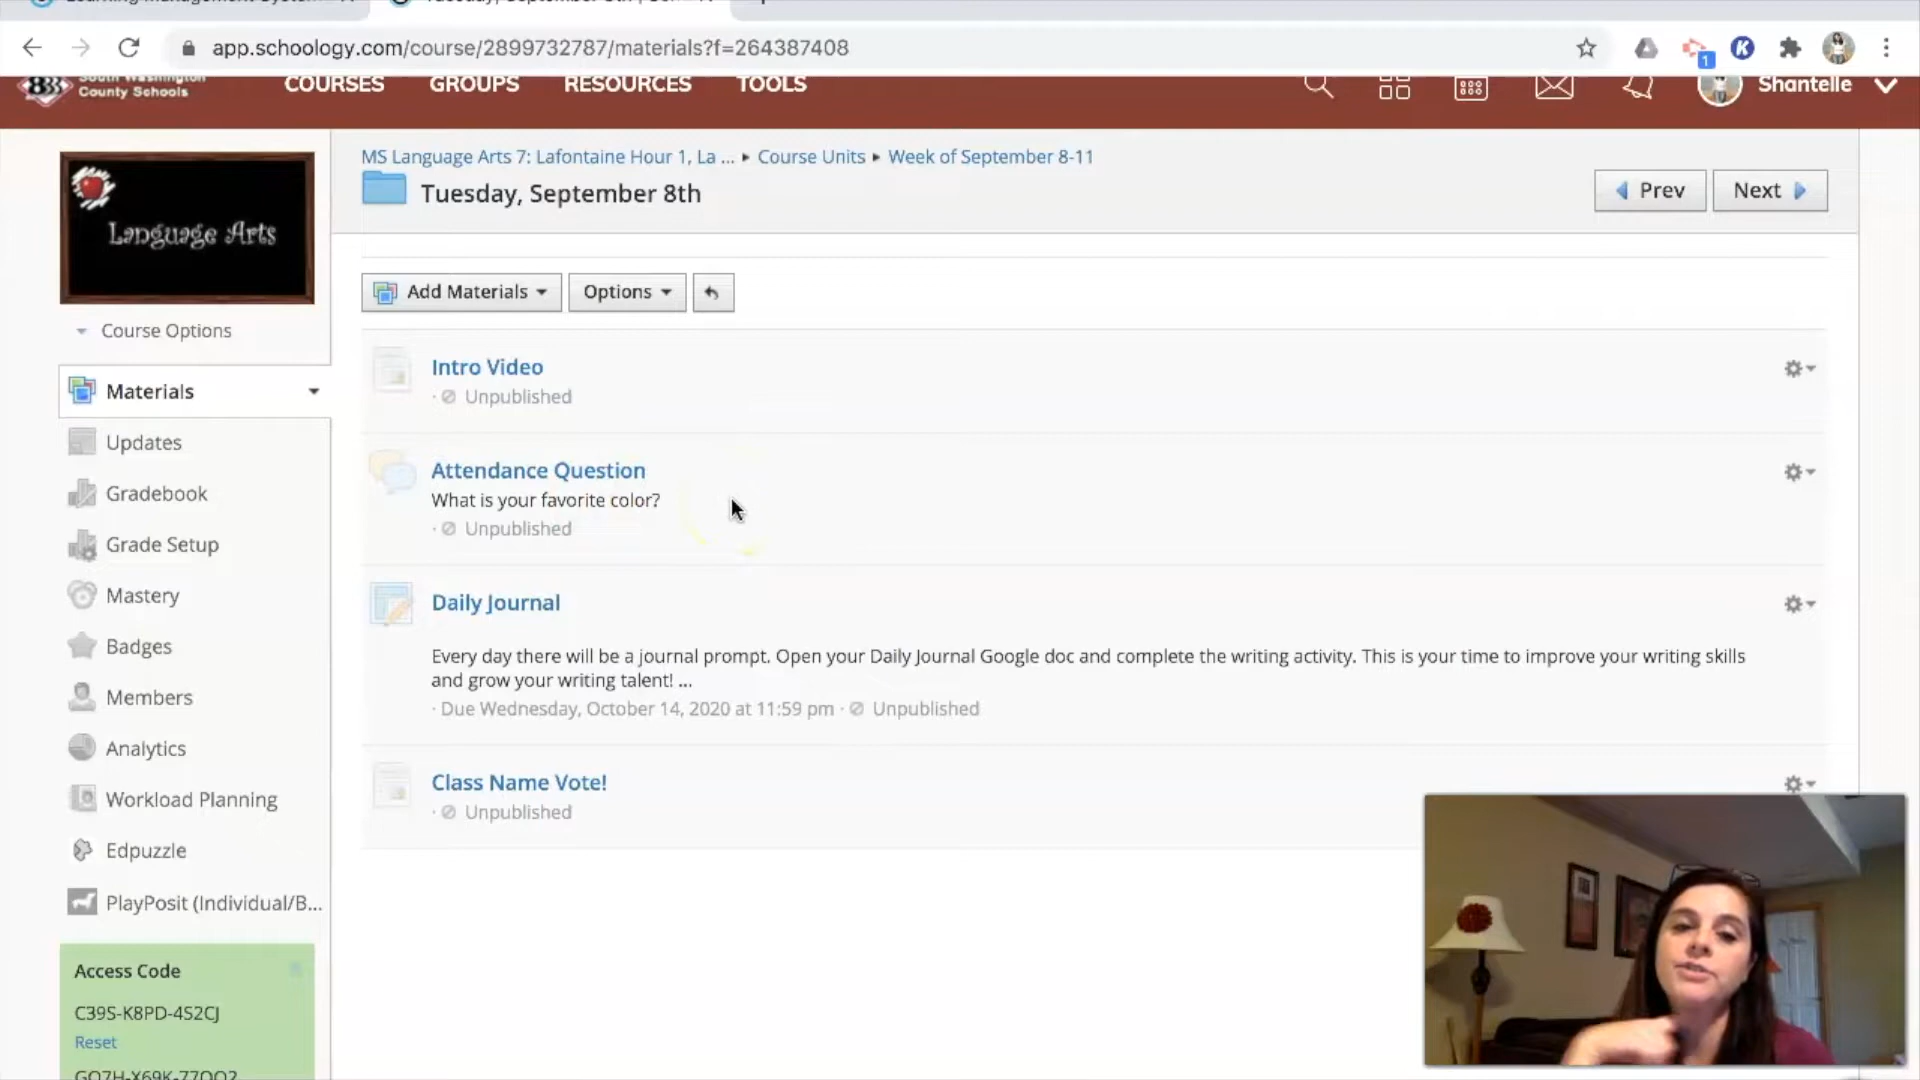 app.schoology.com/course/2899732787/materials?f=264387408
1
K
833
South Washington
County Schools
COURSES
GROUPS
RESOURCES
TOOLS
Shantelle
Language Arts
MS Language Arts 7: Lafontaine Hour 1, La ... ▸ Course Units ▸ Week of September 8-11
Tuesday, September 8th
Prev
Next
Add Materials
Options
Course Options
Materials
Updates
Gradebook
Grade Setup
Mastery
Badges
Members
Analytics
Workload Planning
Edpuzzle
PlayPosit (Individual/B...
Access Code
C39S-K8PD-4S2CJ
Reset
Intro Video
· Unpublished
Attendance Question
What is your favorite color?
· Unpublished
Daily Journal
Every day there will be a journal prompt. Open your Daily Journal Google doc and complete the writing activity. This is your time to improve your writing skills
and grow your writing talent! ...
· Due Wednesday, October 14, 2020 at 11:59 pm · Unpublished
Class Name Vote!
· Unpublished